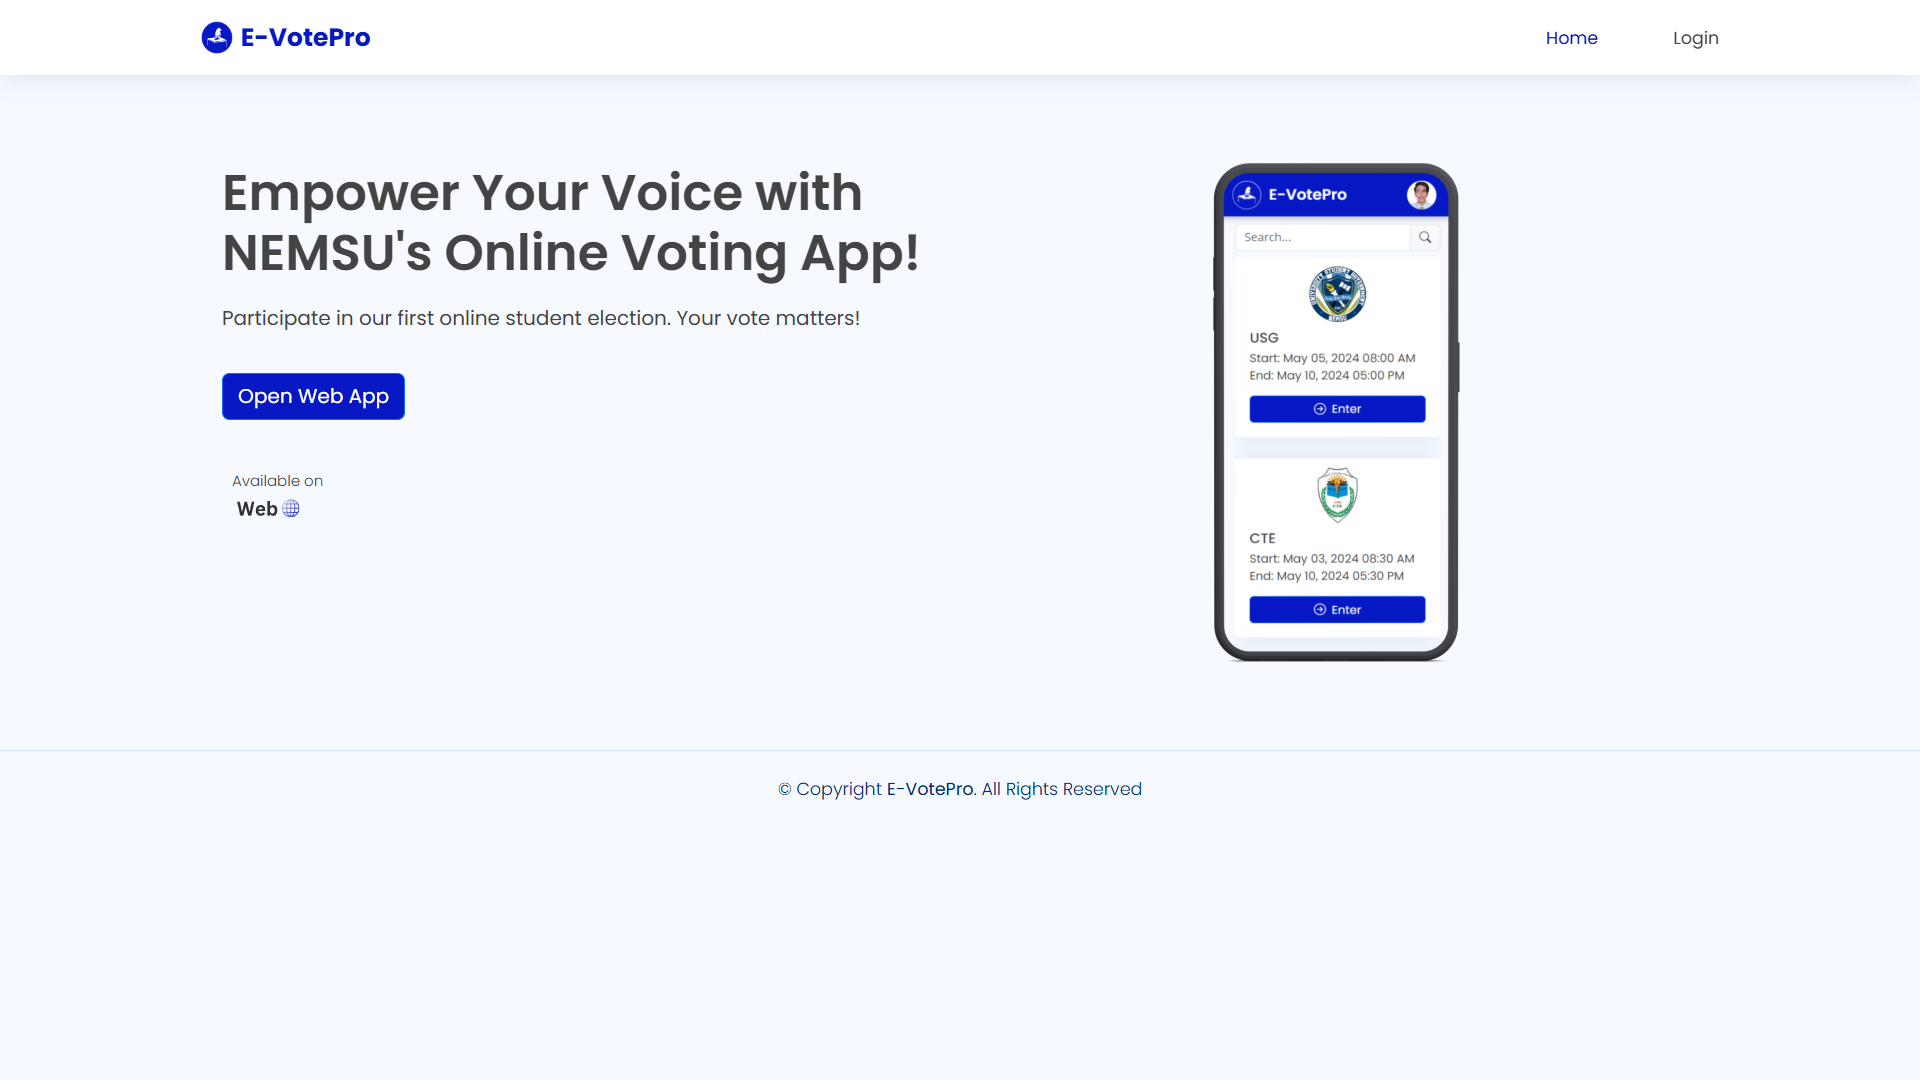 E-VotePro
Home
Login
Empower Your Voice with
NEMSU's Online Voting App!
Participate in our first online student election. Your vote matters!
Open Web App
Available on
Web
E-VotePro
Search...
USG
Start: May 05, 2024 08:00 AM
End: May 10, 2024 05:00 PM
Enter
CTE
Start: May 03, 2024 08:30 AM
End: May 10, 2024 05:30 PM
Enter
© Copyright E-VotePro. All Rights Reserved